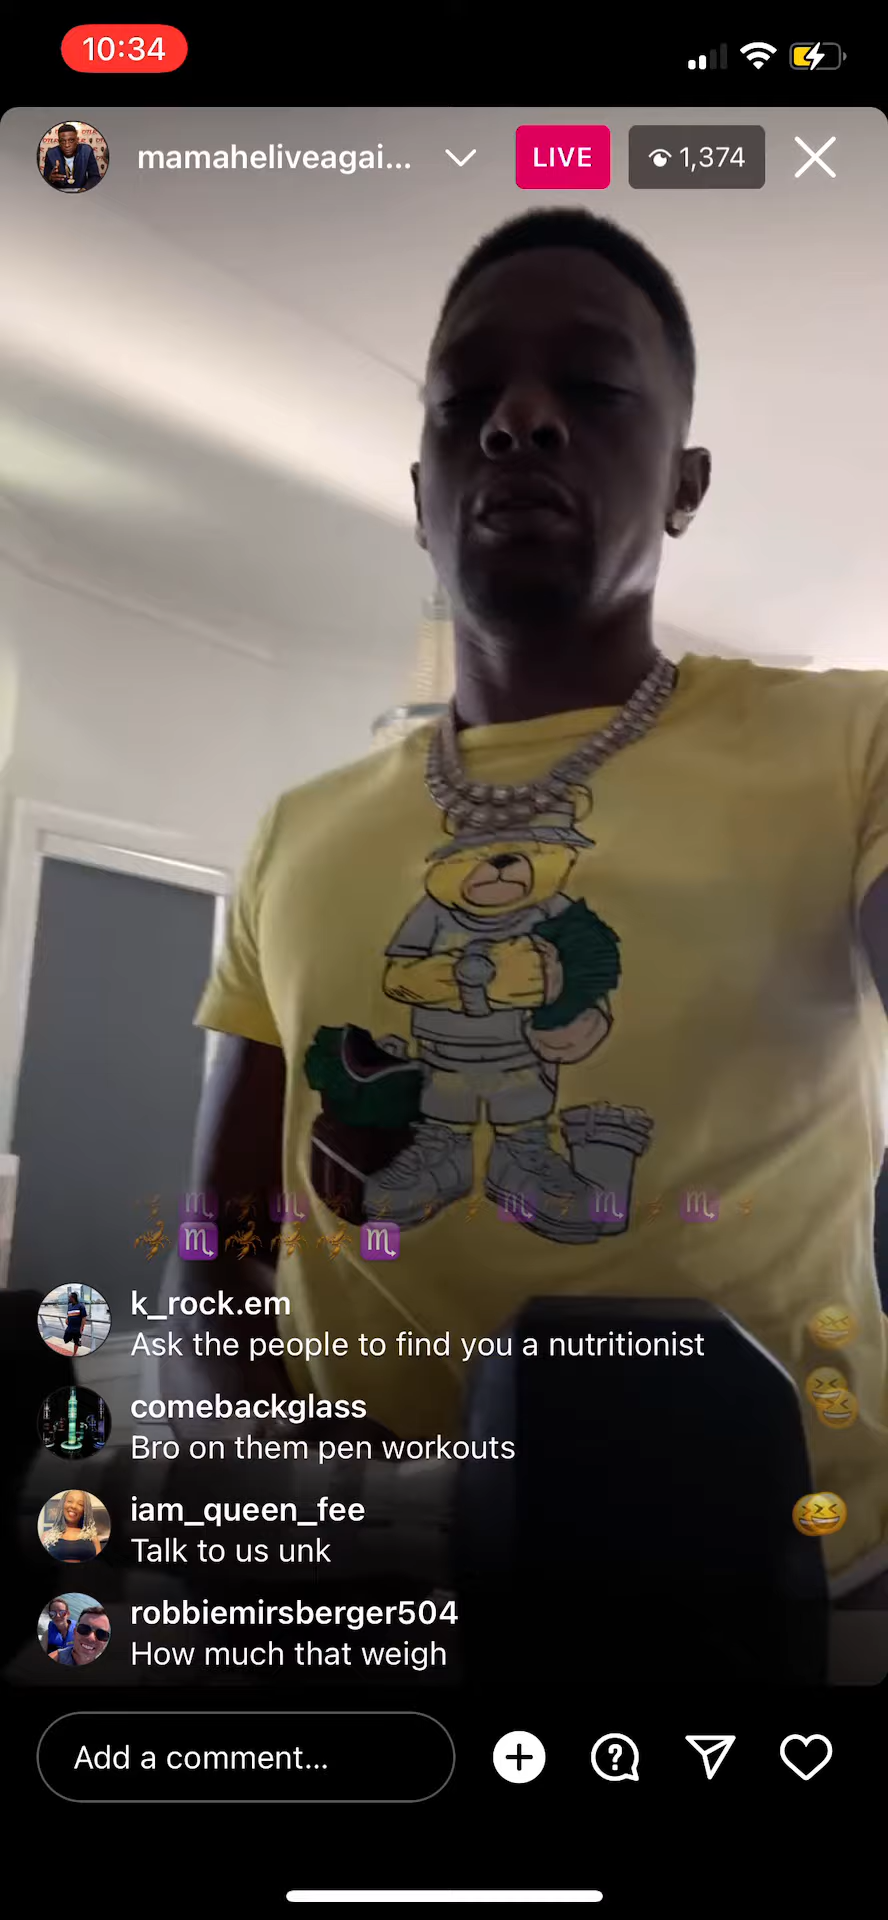 10:34
mamaheliveagai...
LIVE
1,374
k_rock.em
Ask the people to find you a nutritionist
comebackglass
Bro on them pen workouts
iam_queen_fee
Talk to us unk
robbiemirsberger504
How much that weigh
Add a comment...